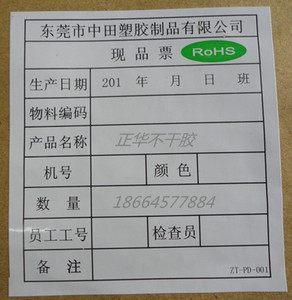 东莞市中田塑胶制品有限公司
现品票 RoHS
生产日期 201 年 月 日 班
物料编码
产品名称 正华不干胶
机号 颜色
数量 18664577884
员工工号 检查员
备注
ZT-PD-001